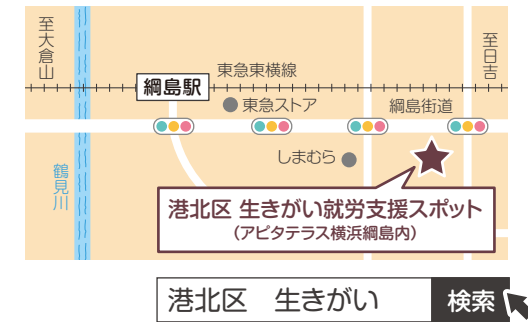 至大倉山
至日吉
東急東横線
綱島駅
東急ストア
綱島街道
しまむら
鶴見川
港北区 生きがい就労支援スポット
（アピタテラス横浜綱島内）
港北区　生きがい
検索